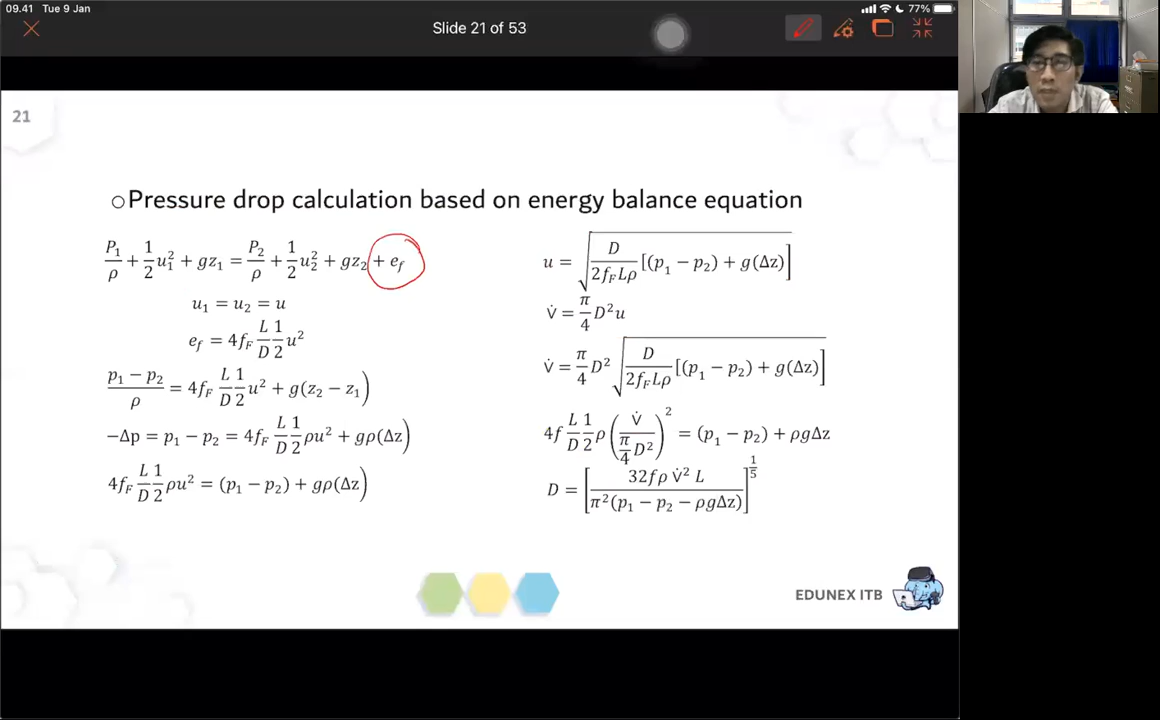 09.41 Tue 9 Jan
77%
Slide 21 of 53
21
○Pressure drop calculation based on energy balance equation
P₁/ρ + 1/2 u₁² + gz₁ = P₂/ρ + 1/2 u₂² + gz₂ + e_f
u₁ = u₂ = u
e_f = 4f_F L/D 1/2 u²
(p₁ − p₂)/ρ = 4f_F L/D 1/2 u² + g(z₂ − z₁)
−Δp = p₁ − p₂ = 4f_F L/D 1/2 ρu² + gρ(Δz)
4f_F L/D 1/2 ρu² = (p₁ − p₂) + gρ(Δz)
u = √(D/(2f_F Lρ) [(p₁ − p₂) + g(Δz)])
V̇ = π/4 D²u
V̇ = π/4 D² √(D/(2f_F Lρ) [(p₁ − p₂) + g(Δz)])
4f L/D 1/2 ρ (V̇/(π/4 D²))² = (p₁ − p₂) + ρgΔz
D = [32fρ V̇² L / π²(p₁ − p₂ − ρgΔz)]^(1/5)
EDUNEX ITB